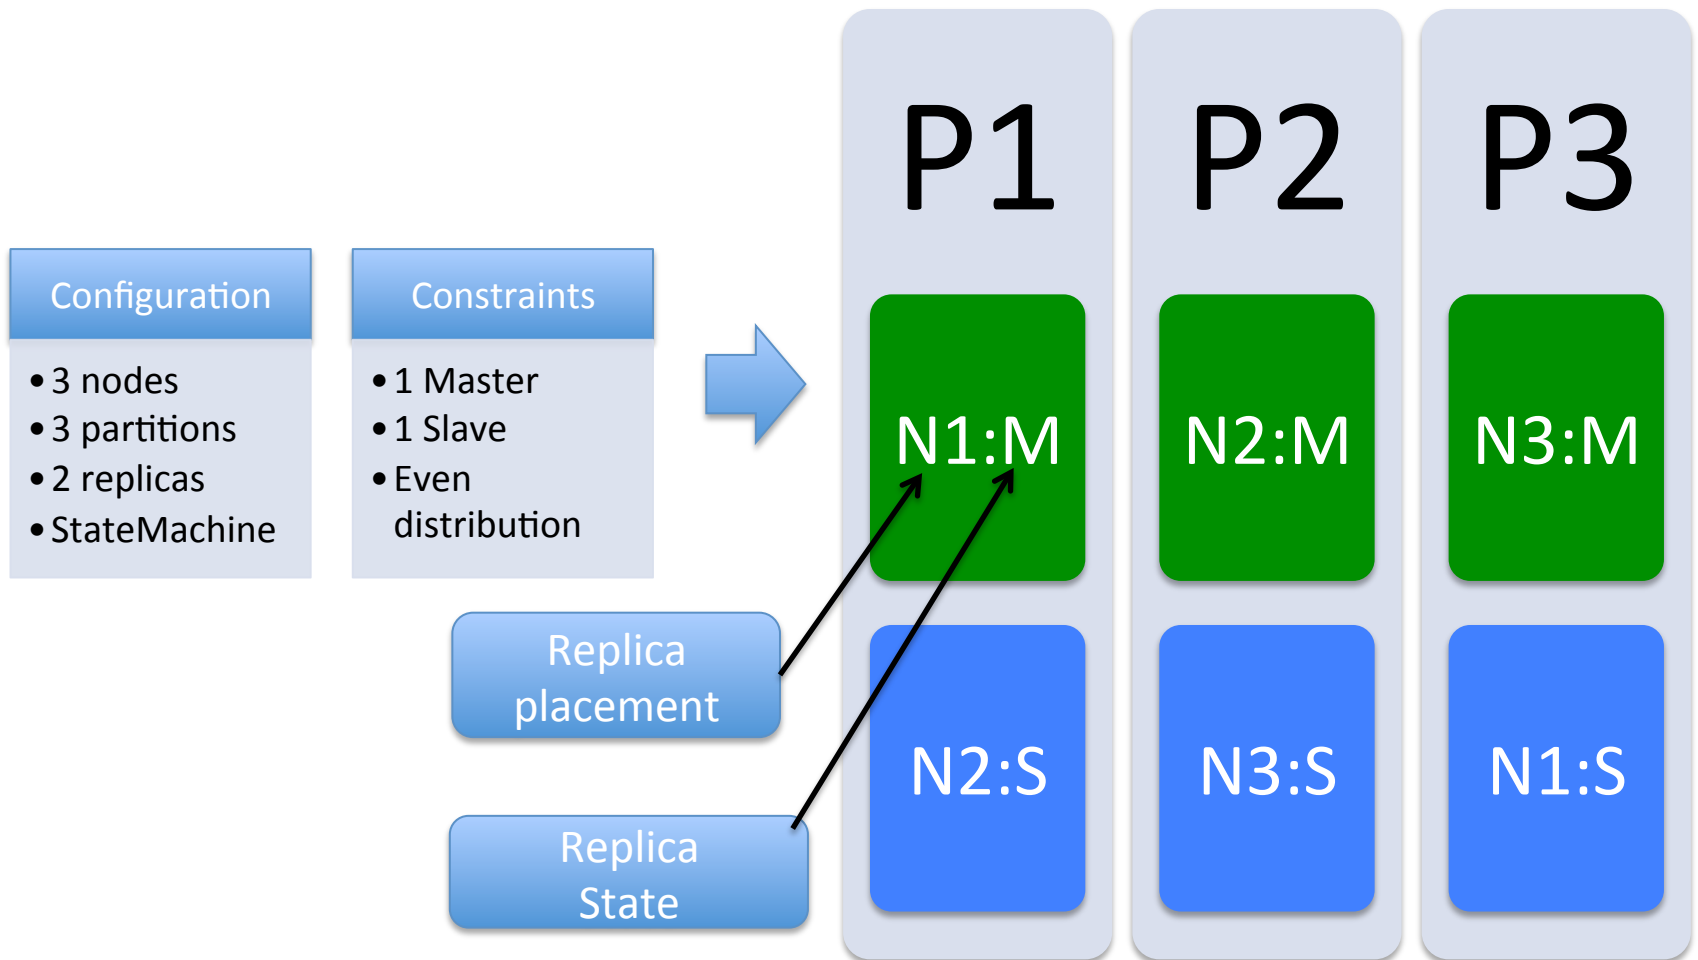 Configuration
• 3 nodes
• 3 partitions
• 2 replicas
• StateMachine
Constraints
• 1 Master
• 1 Slave
• Even
distribution
Replica
placement
Replica
State
P1
N1:M
N2:S
P2
N2:M
N3:S
P3
N3:M
N1:S